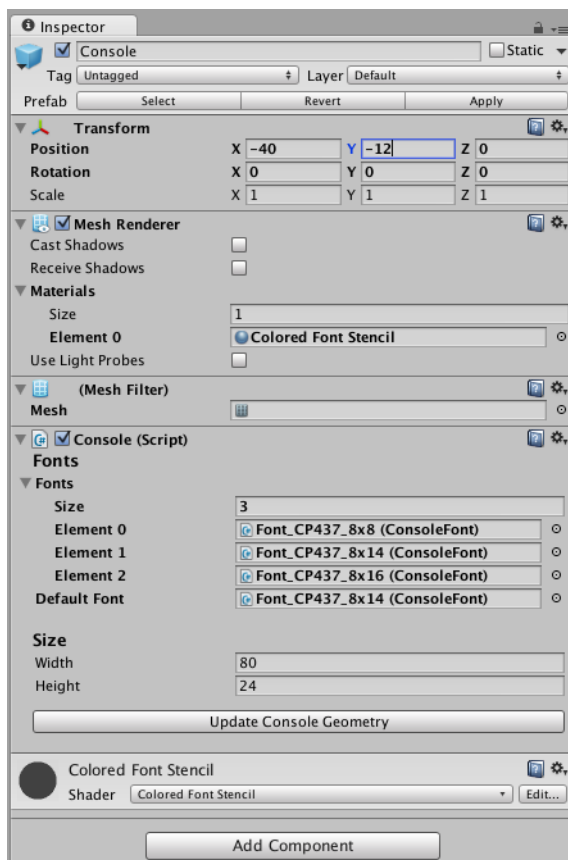 Inspector
Console Static
Tag Untagged Layer Default
Prefab Select Revert Apply
Transform
Position X -40 Y -12 Z 0
Rotation X 0 Y 0 Z 0
Scale X 1 Y 1 Z 1
Mesh Renderer
Cast Shadows
Receive Shadows
Materials
Size 1
Element 0 Colored Font Stencil
Use Light Probes
(Mesh Filter)
Mesh
Console (Script)
Fonts
Fonts
Size 3
Element 0 Font_CP437_8x8 (ConsoleFont)
Element 1 Font_CP437_8x14 (ConsoleFont)
Element 2 Font_CP437_8x16 (ConsoleFont)
Default Font Font_CP437_8x14 (ConsoleFont)
Size
Width 80
Height 24
Update Console Geometry
Colored Font Stencil
Shader Colored Font Stencil Edit...
Add Component